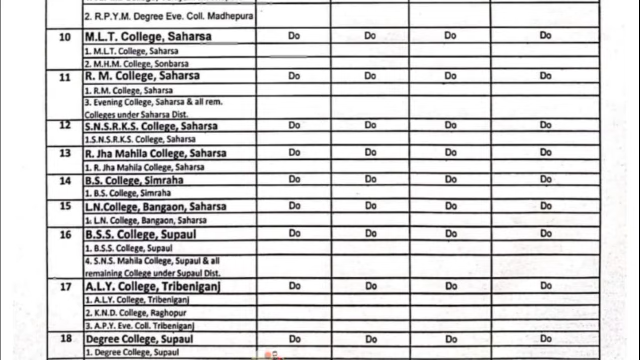 2. R.P.Y.M. Degree Eve. Coll. Madhepura
10 M.L.T. College, Saharsa Do Do Do Do
1. M.L.T. College, Saharsa
2. M.H.M. College, Sonbarsa
11 R. M. College, Saharsa Do Do Do Do
1. R.M. College, Saharsa
3. Evening College, Saharsa & all rem.
Colleges under Saharsa Dist.
12 S.N.S.R.K.S. College, Saharsa Do Do Do Do
1.S.N.S.R.K.S. College, Saharsa
13 R. Jha Mahila College, Saharsa Do Do Do Do
1. R. Jha Mahila College, Saharsa
14 B.S. College, Simraha Do Do Do Do
1. B.S. College, Simraha
15 L.N.College, Bangaon, Saharsa Do Do Do Do
1. L.N. College, Bangaon, Saharsa
16 B.S.S. College, Supaul Do Do Do Do
1. B.S.S. College, Supaul
4. S.N.S. Mahila College, Supaul & all
remaining College under Supaul Dist.
17 A.L.Y. College, Tribeniganj Do Do Do Do
1. A.L.Y. College, Tribeniganj
2. K.N.D. College, Raghopur
3. A.P.Y. Eve. Coll. Tribeniganj
18 Degree College, Supaul Do Do Do Do
1. Degree College, Supaul